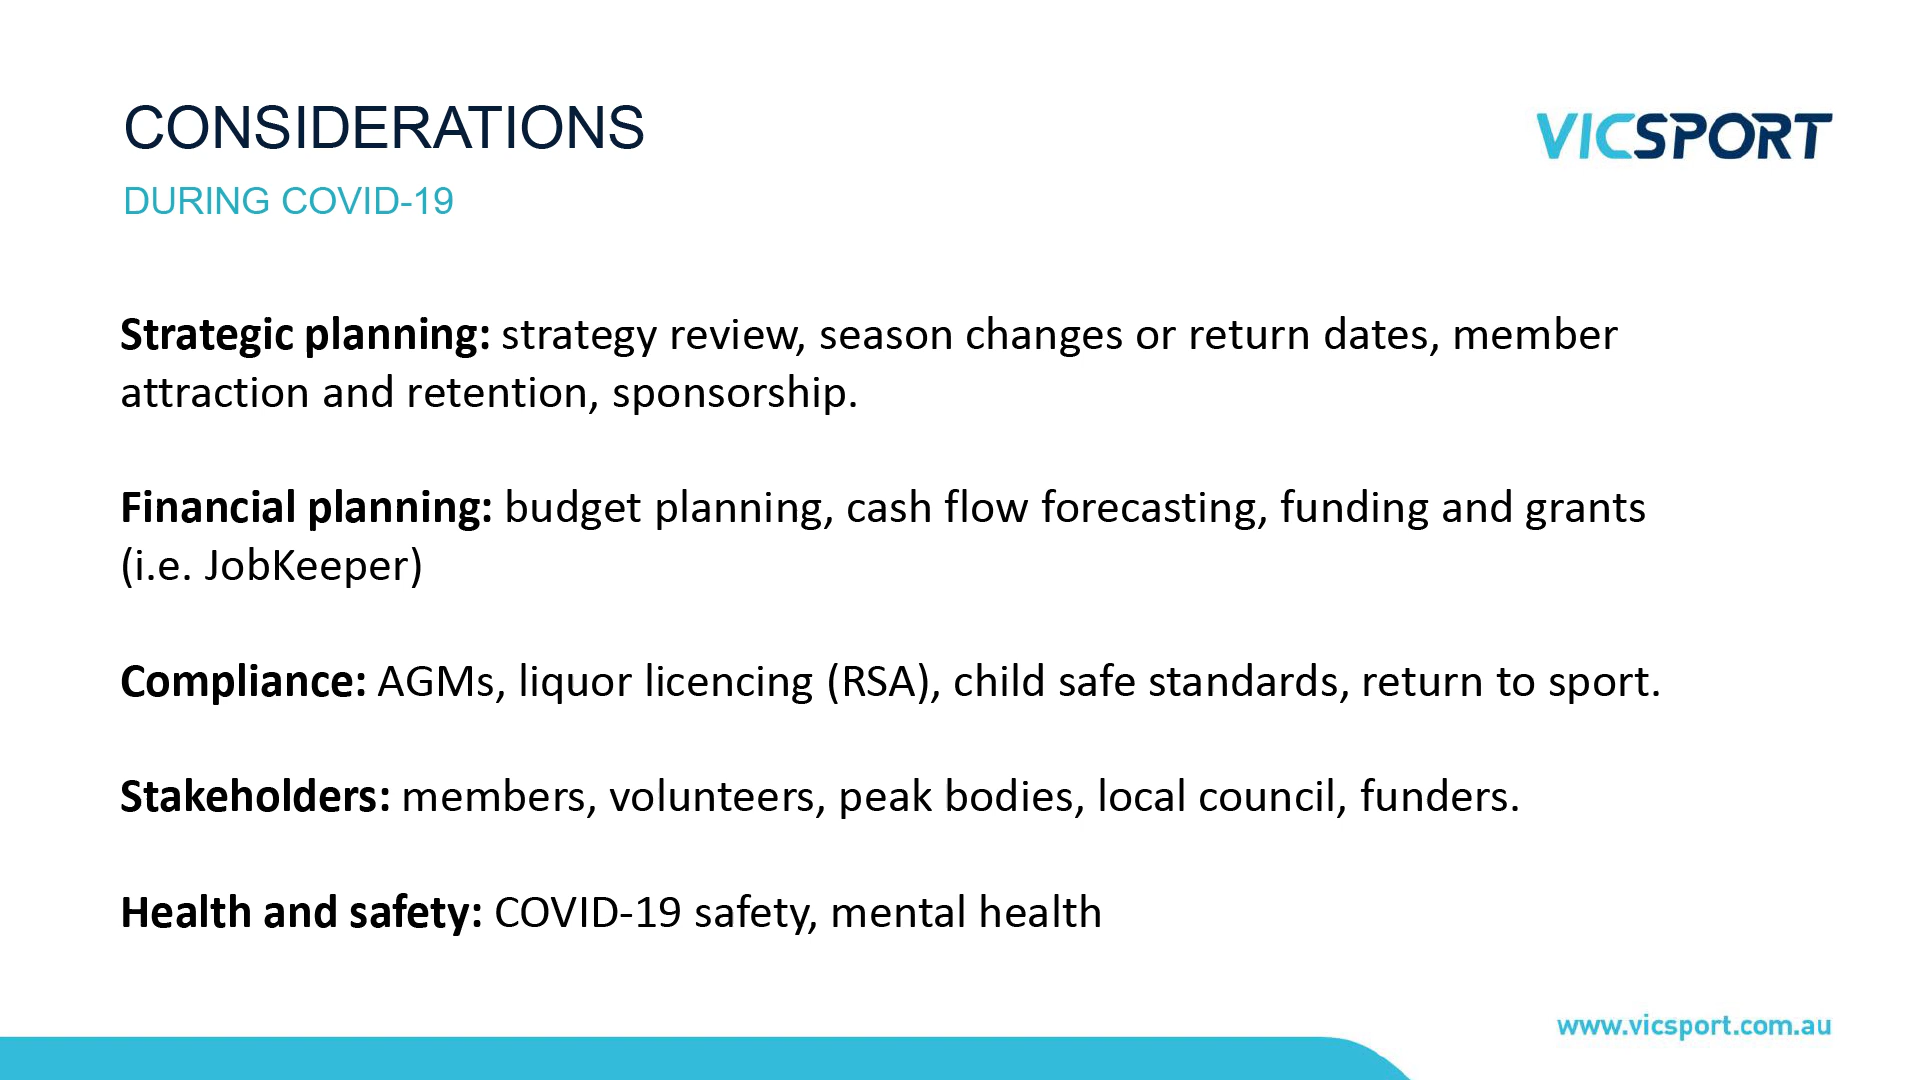 CONSIDERATIONS
VICSPORT
DURING COVID-19
Strategic planning: strategy review, season changes or return dates, member
attraction and retention, sponsorship.
Financial planning: budget planning, cash flow forecasting, funding and grants
(i.e. JobKeeper)
Compliance: AGMs, liquor licencing (RSA), child safe standards, return to sport.
Stakeholders: members, volunteers, peak bodies, local council, funders.
Health and safety: COVID-19 safety, mental health
www.vicsport.com.au